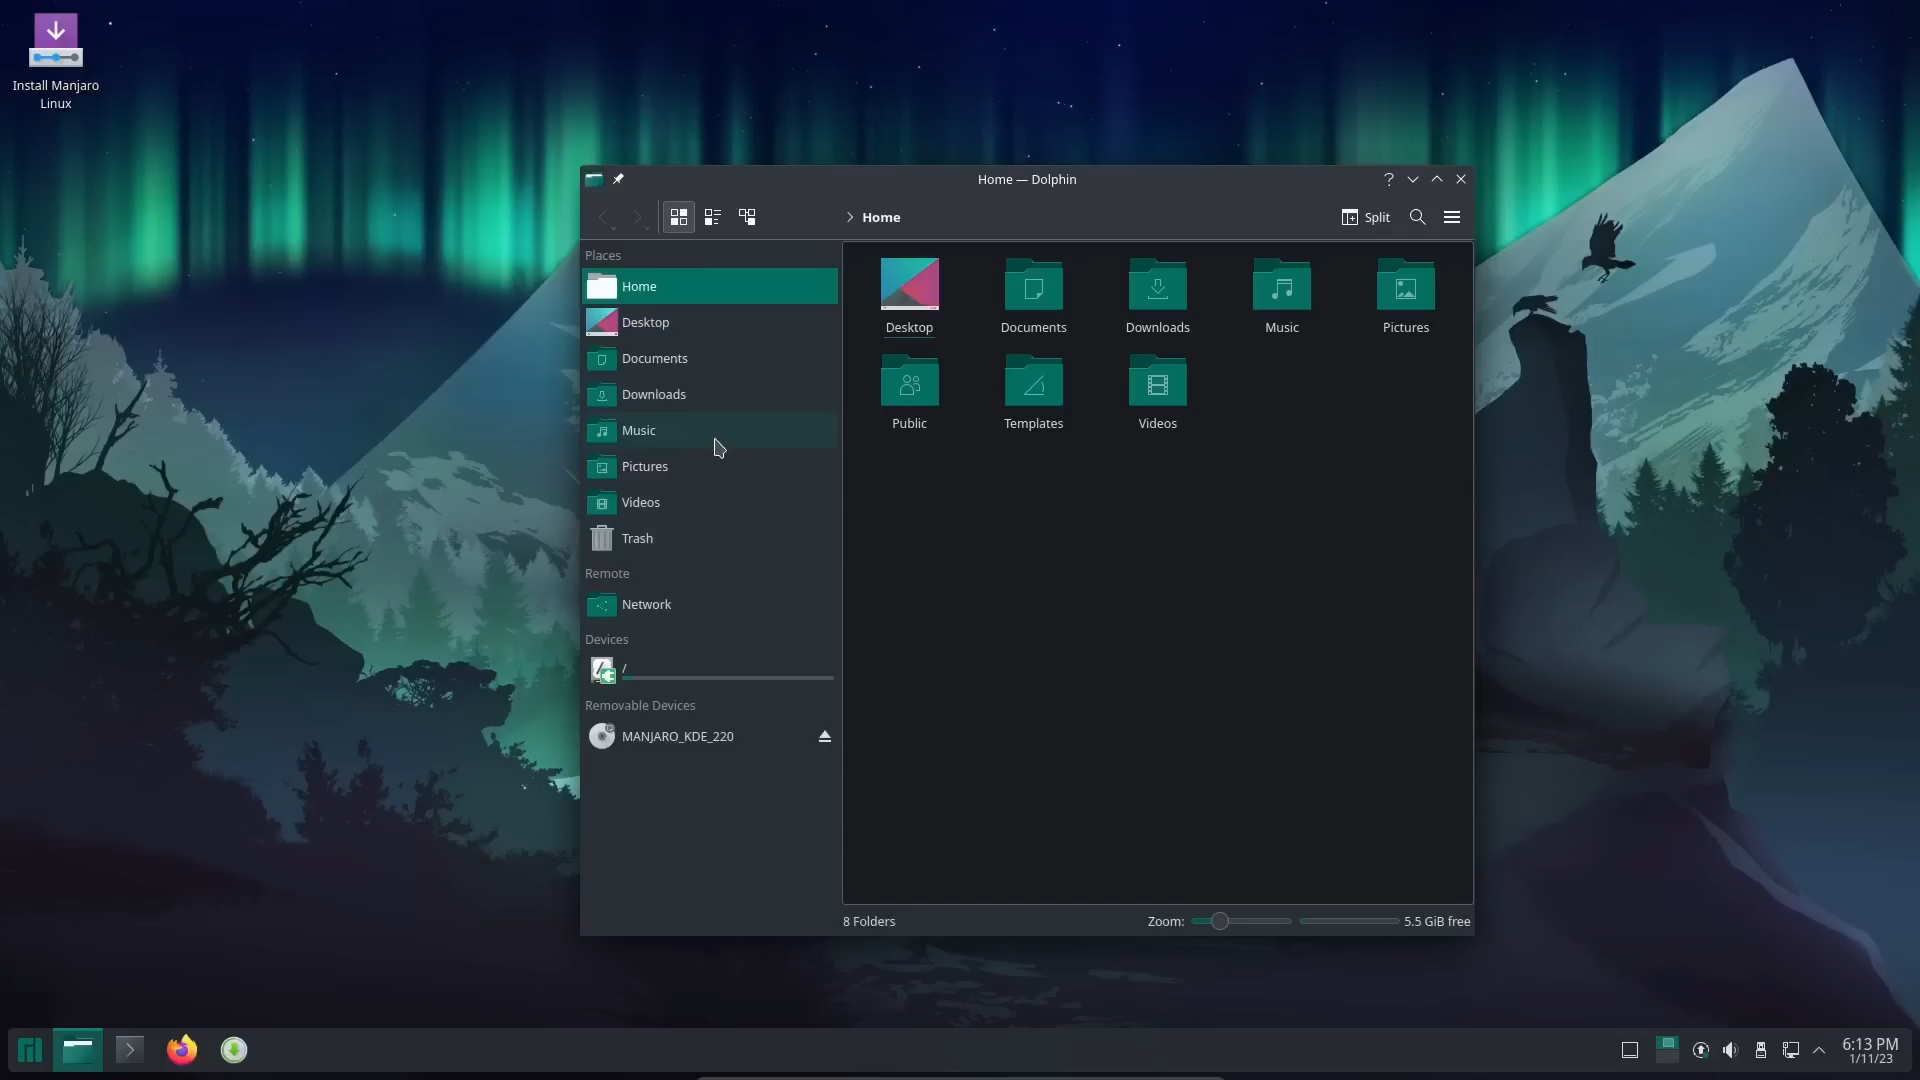 Install Manjaro
Linux
Home — Dolphin
Home
Split
Places
Home
Desktop
Documents
Downloads
Music
Pictures
Videos
Trash
Remote
Network
Devices
/
Removable Devices
MANJARO_KDE_220
Desktop
Documents
Downloads
Music
Pictures
Public
Templates
Videos
8 Folders
Zoom:
5.5 GiB free
6:13 PM
1/11/23